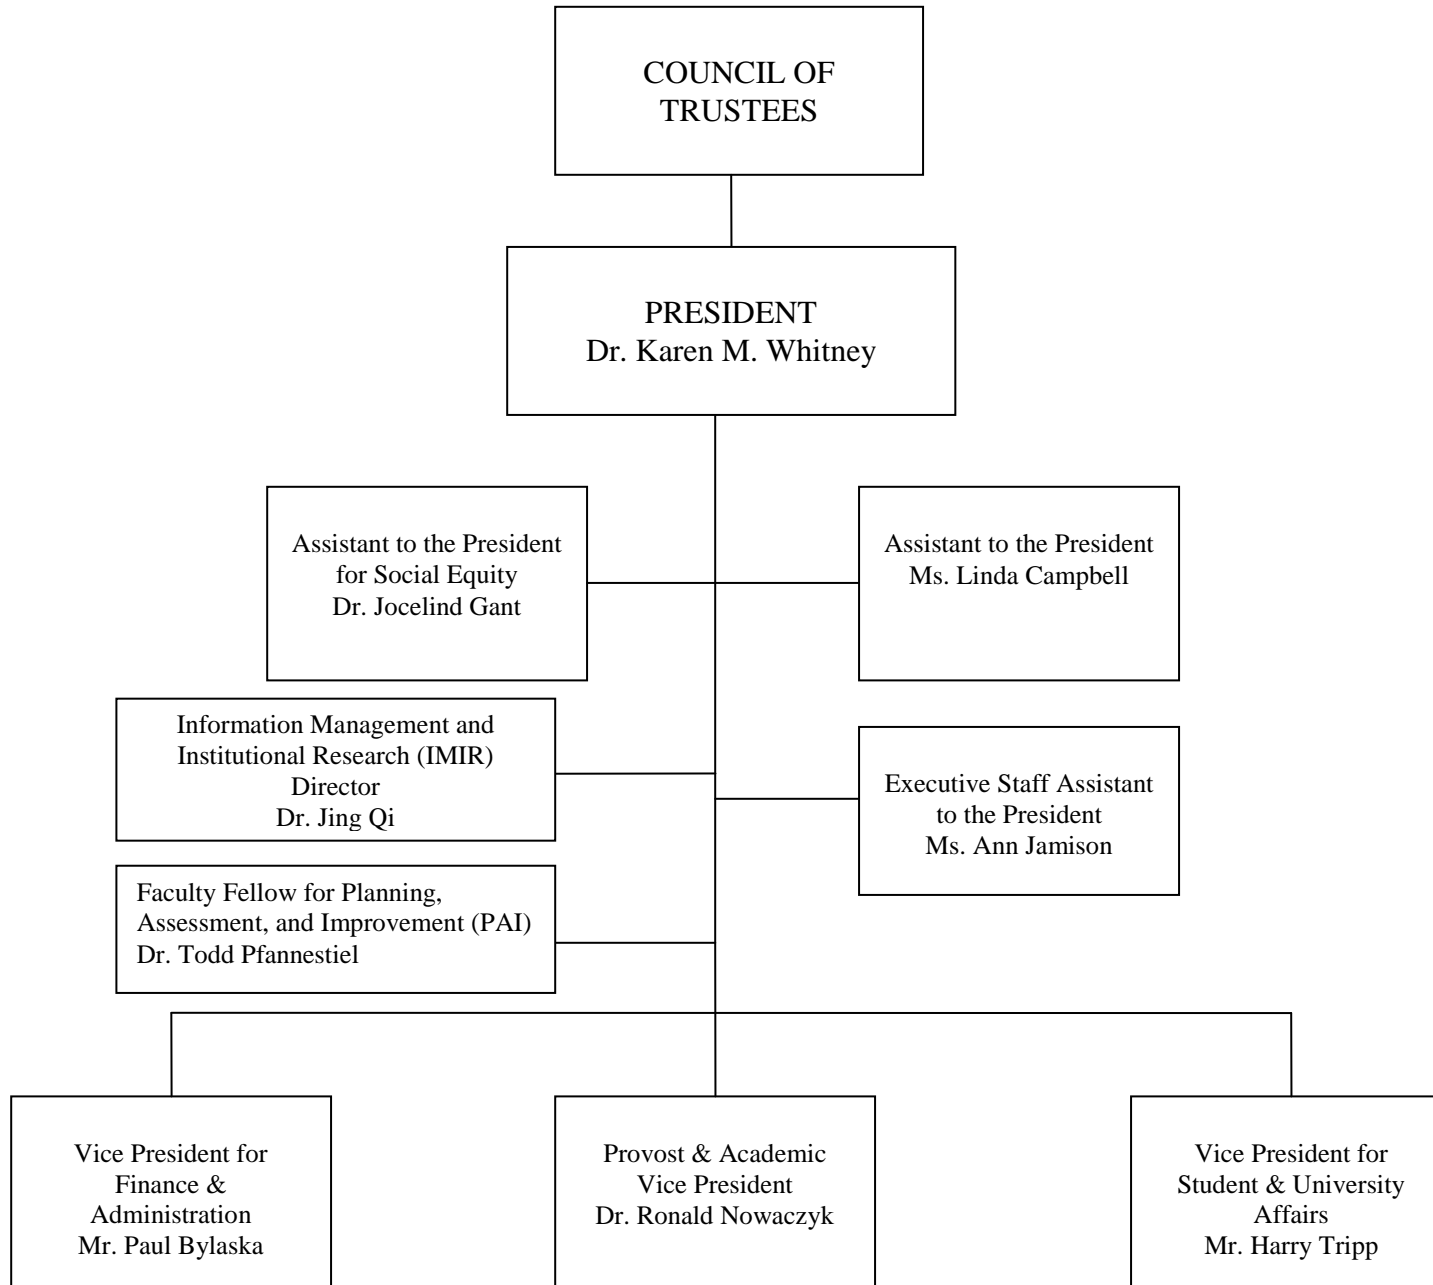 COUNCIL OF
TRUSTEES
PRESIDENT
Dr. Karen M. Whitney
Assistant to the President
for Social Equity
Dr. Jocelind Gant
Assistant to the President
Ms. Linda Campbell
Information Management and
Institutional Research (IMIR)
Director
Dr. Jing Qi
Executive Staff Assistant
to the President
Ms. Ann Jamison
Faculty Fellow for Planning,
Assessment, and Improvement (PAI)
Dr. Todd Pfannestiel
Vice President for
Finance &
Administration
Mr. Paul Bylaska
Provost & Academic
Vice President
Dr. Ronald Nowaczyk
Vice President for
Student & University
Affairs
Mr. Harry Tripp